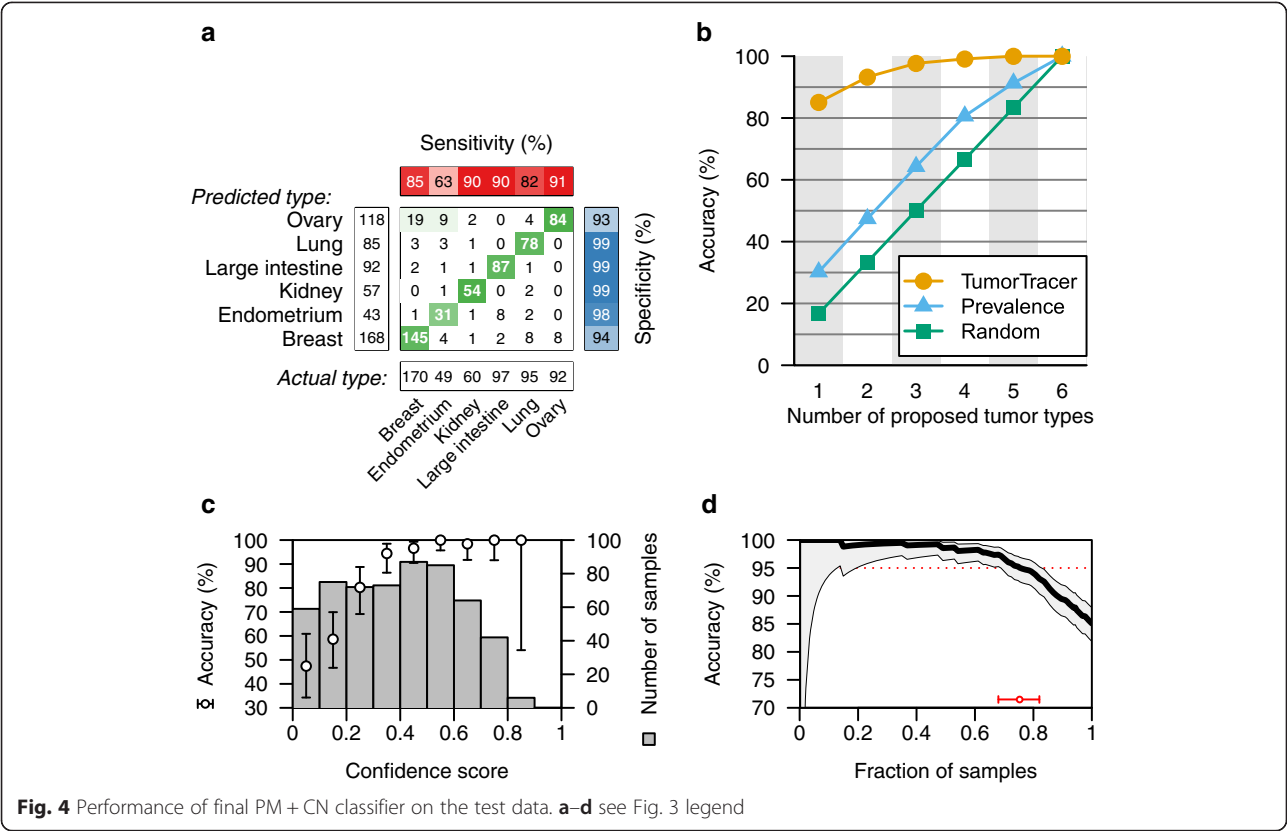 a
Sensitivity (%)
85 63 90 90 82 91
Predicted type:
Ovary 118 19 9 2 0 4 84 93
Lung 85 3 3 1 0 78 0 99
Large intestine 92 2 1 1 87 1 0 99
Kidney 57 0 1 54 0 2 0 99
Endometrium 43 1 31 1 8 2 0 98
Breast 168 145 4 1 2 8 8 94
Specificity (%)
Actual type: 170 49 60 97 95 92
Breast
Endometrium
Kidney
Large intestine
Lung
Ovary
b
100
80
60
40
20
0
Accuracy (%)
TumorTracer
Prevalence
Random
1 2 3 4 5 6
Number of proposed tumor types
c
100
90
80
70
60
50
40
30
Accuracy (%)
100
80
60
40
20
0
Number of samples
0 0.2 0.4 0.6 0.8 1
Confidence score
d
100
95
90
85
80
75
70
Accuracy (%)
0 0.2 0.4 0.6 0.8 1
Fraction of samples
Fig. 4 Performance of final PM + CN classifier on the test data. a–d see Fig. 3 legend